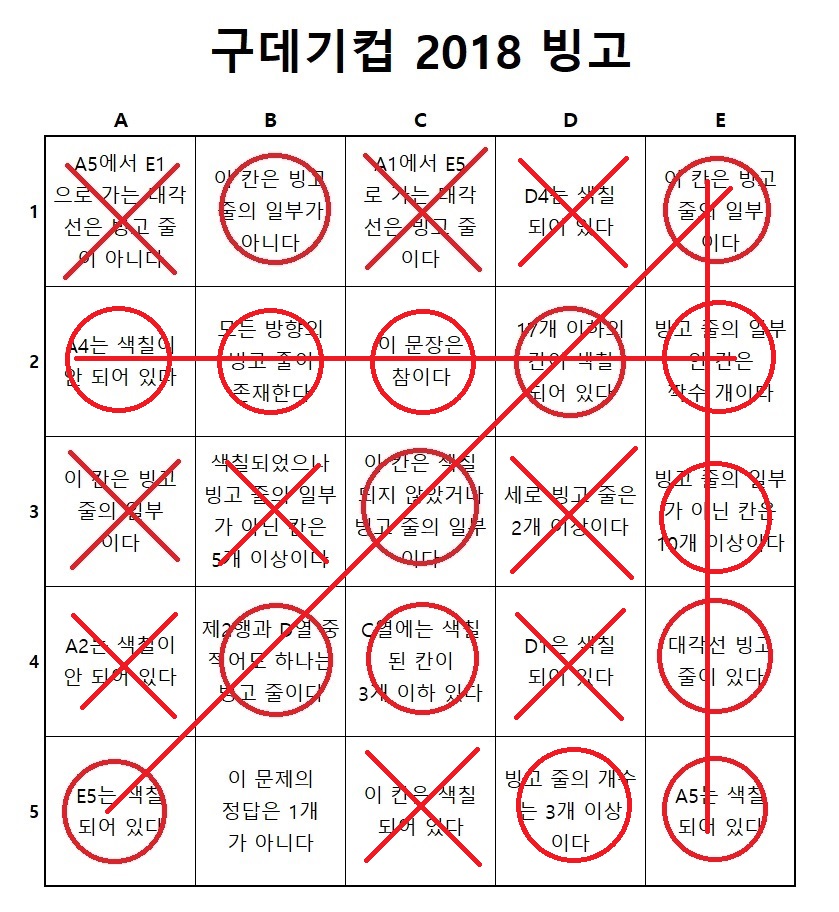 구데기컵 2018 빙고
A B C D E
1
A5에서 E1
으로 가는 대각
선은 빙고 줄
이 아니다
이 칸은 빙고
줄의 일부가
아니다
A1에서 E5
로 가는 대각
선은 빙고 줄
이다
D4는 색칠
되어 있다
이 칸은 빙고
줄의 일부
이다
2
A4는 색칠이
안 되어 있다
모든 방향의
빙고 줄이
존재한다
이 문장은
참이다
17개 이하의
칸이 색칠
되어 있다
빙고 줄의 일부
인 칸은
짝수 개이다
3
이 칸은 빙고
줄의 일부
이다
색칠되었으나
빙고 줄의 일부
가 아닌 칸은
5개 이상이다
이 칸은 색칠
되지 않았거나
빙고 줄의 일부
이다
세로 빙고 줄은
2개 이상이다
빙고 줄의 일부
가 아닌 칸은
10개 이상이다
4
A2는 색칠이
안 되어 있다
제2행과 D열 중
적어도 하나는
빙고 줄이다
C열에는 색칠
된 칸이
3개 이하 있다
D1은 색칠
되어 있다
대각선 빙고
줄이 있다
5
E5는 색칠
되어 있다
이 문제의
정답은 1개
가 아니다
이 칸은 색칠
되어 있다
빙고 줄의 개수
는 3개 이상
이다
A5는 색칠
되어 있다